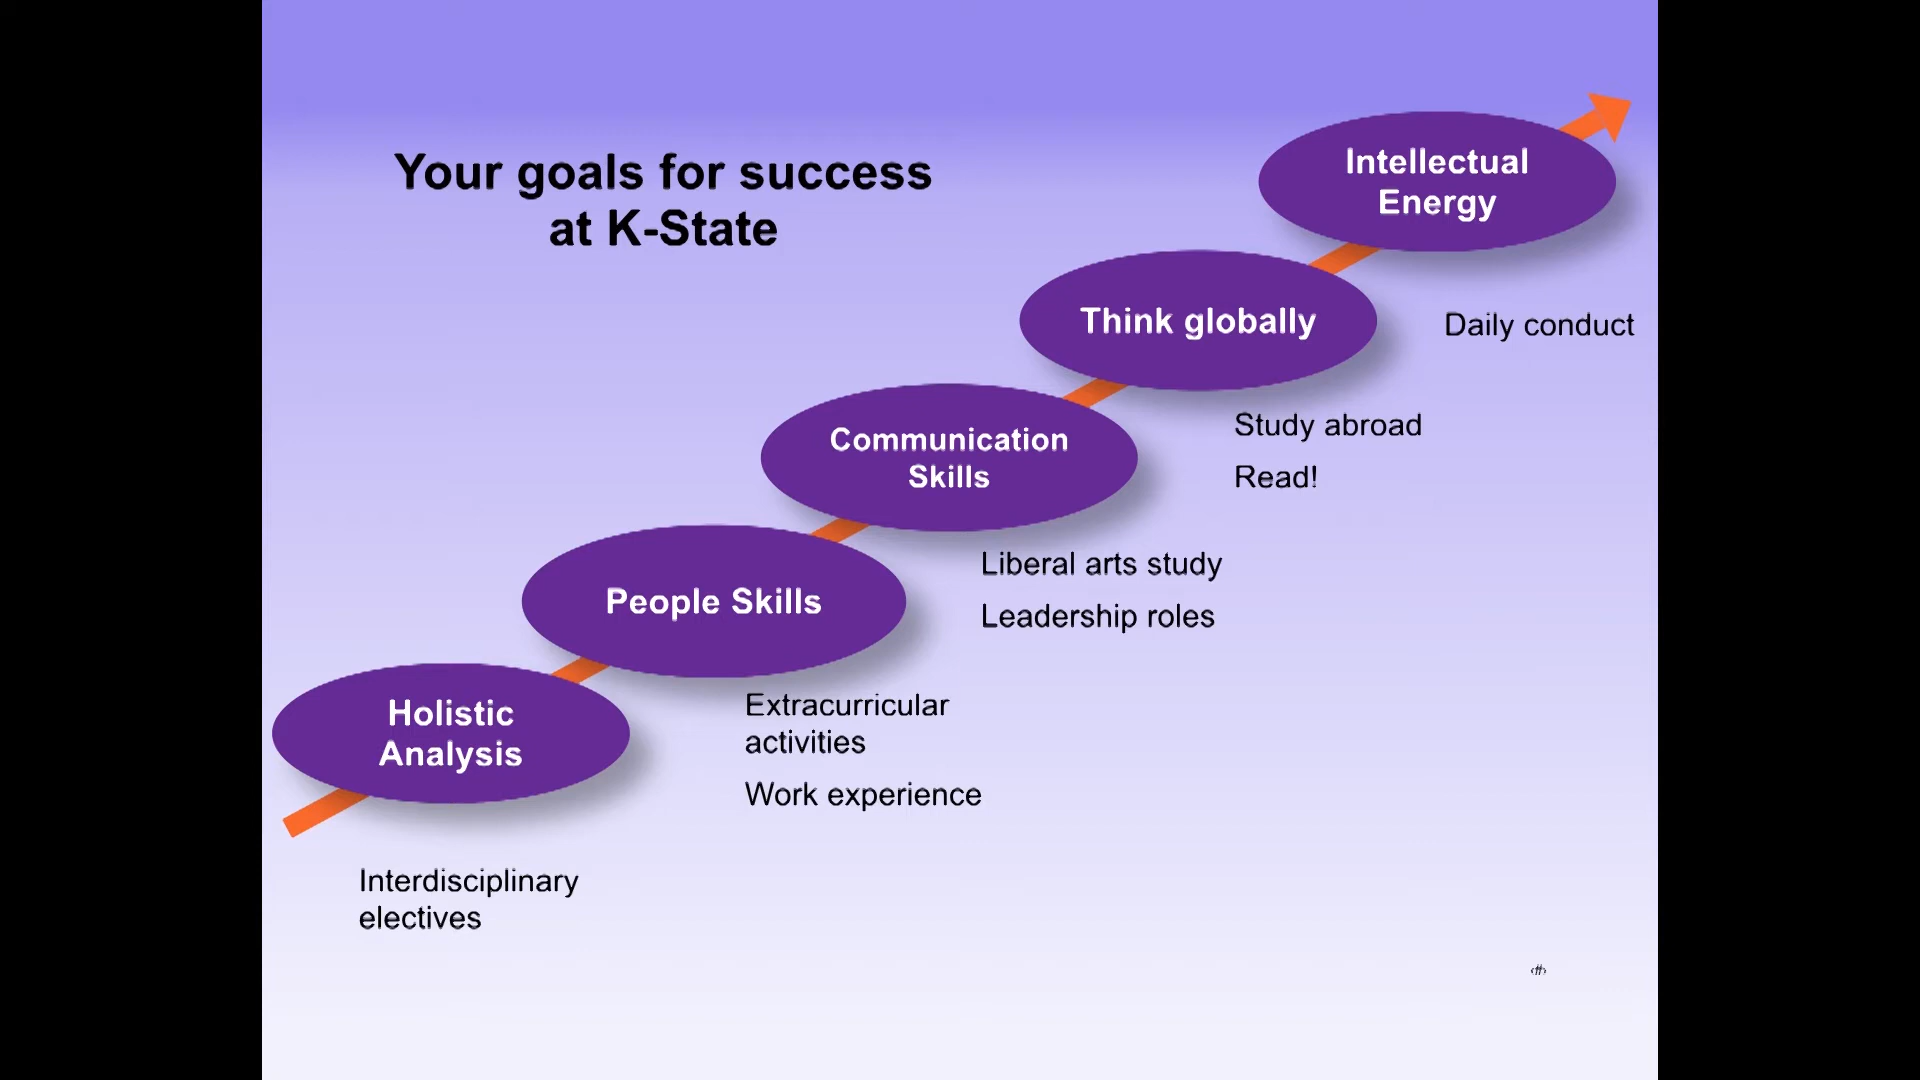 Your goals for success
at K-State
Intellectual
Energy
Daily conduct
Think globally
Study abroad
Read!
Communication
Skills
Liberal arts study
Leadership roles
People Skills
Extracurricular
activities
Work experience
Holistic
Analysis
Interdisciplinary
electives
‹#›